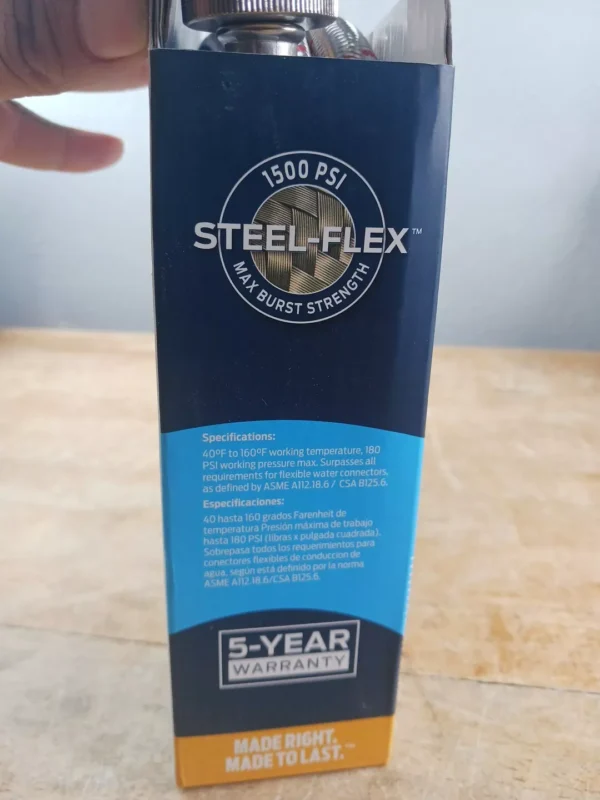 1500 PSI
STEEL-FLEX™
MAX BURST STRENGTH
Specifications:
40ºF to 160ºF working temperature, 180
PSI working pressure max. Surpasses all
requirements for flexible water connectors,
as defined by ASME A112.18.6 / CSA B125.6.
Especificaciones:
40 hasta 160 grados Farenheit de
temperatura Presión máxima de trabajo
hasta 180 PSI (libras x pulgada cuadrada).
Sobrepasa todos los requerimientos para
conectores flexibles de conduccion de
agua, según está definido por la norma
ASME A112.18.6/CSA B125.6.
5-YEAR
WARRANTY
MADE RIGHT.
MADE TO LAST.™